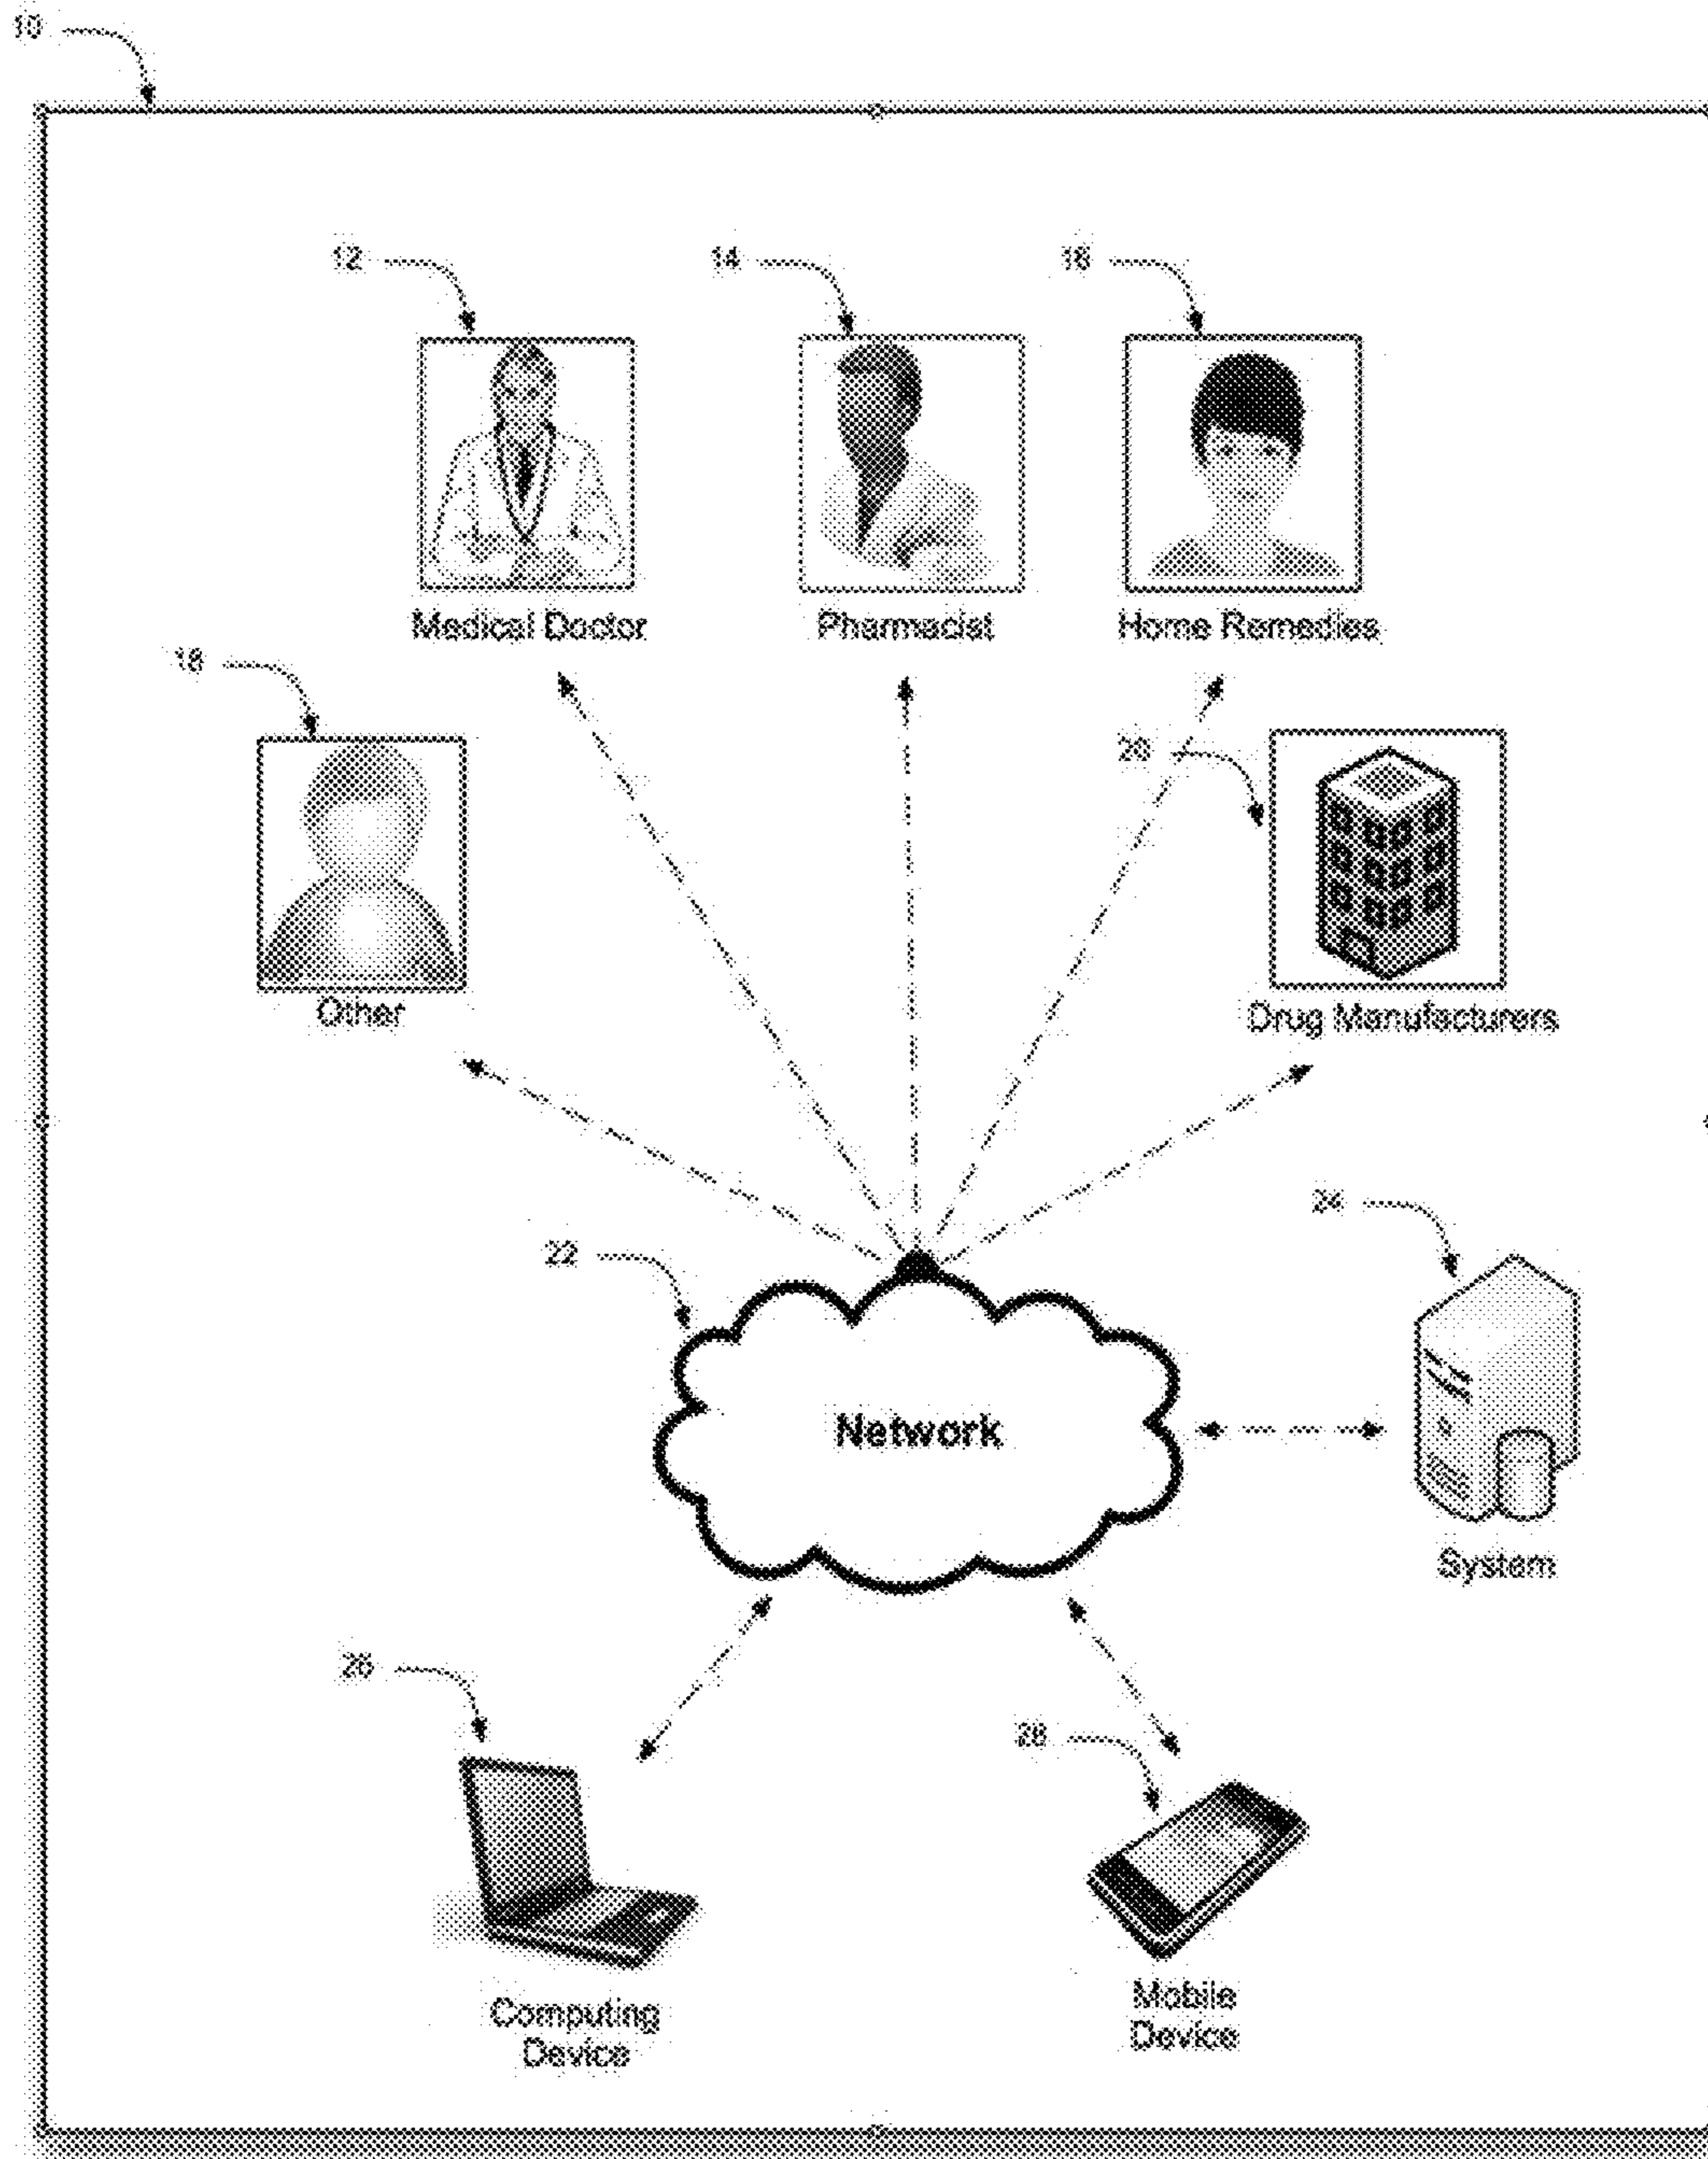 10
12
14
16
Medical Doctor
Pharmacist
Home Remedies
18
20
Other
Drug Manufacturers
22
24
Network
System
26
28
Computing
Device
Mobile
Device